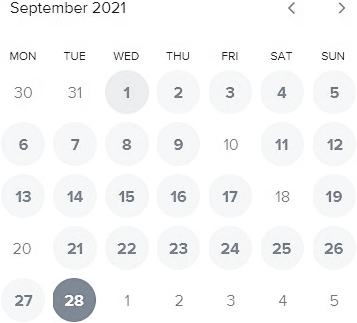 September 2021
MON TUE WED THU FRI SAT SUN
30 31 1 2 3 4 5
6 7 8 9 10 11 12
13 14 15 16 17 18 19
20 21 22 23 24 25 26
27 28 1 2 3 4 5